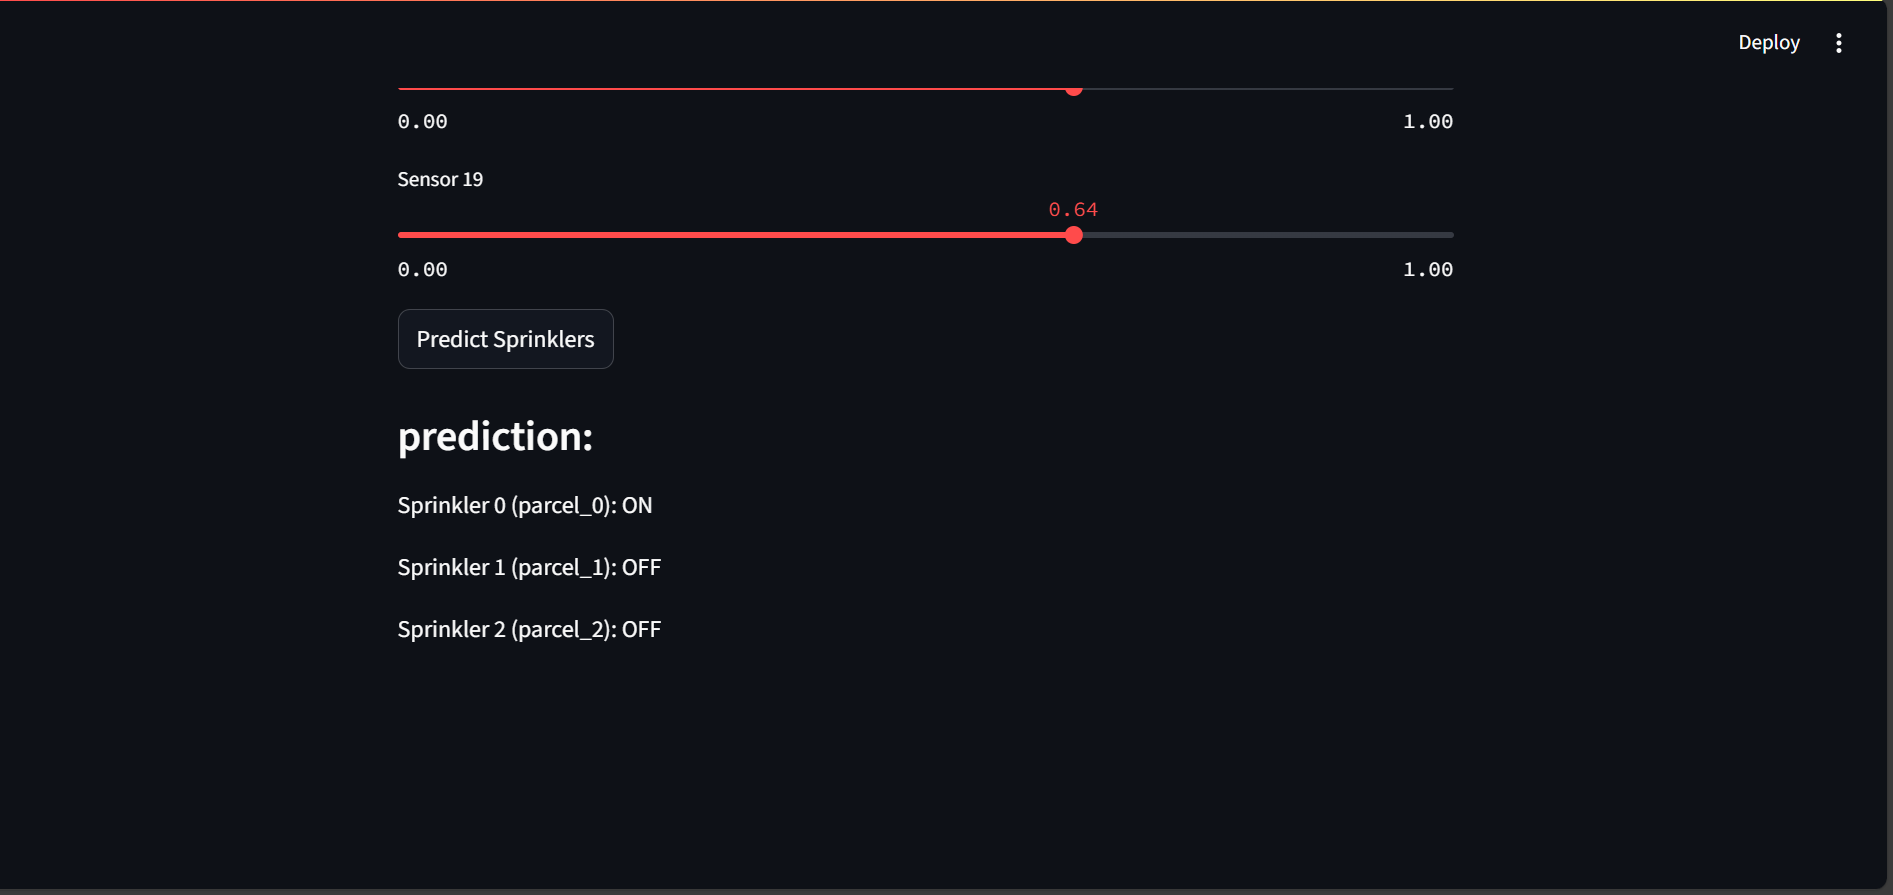 Deploy
0.00 1.00
Sensor 19
0.64
0.00 1.00
Predict Sprinklers
prediction:
Sprinkler 0 (parcel_0): ON
Sprinkler 1 (parcel_1): OFF
Sprinkler 2 (parcel_2): OFF